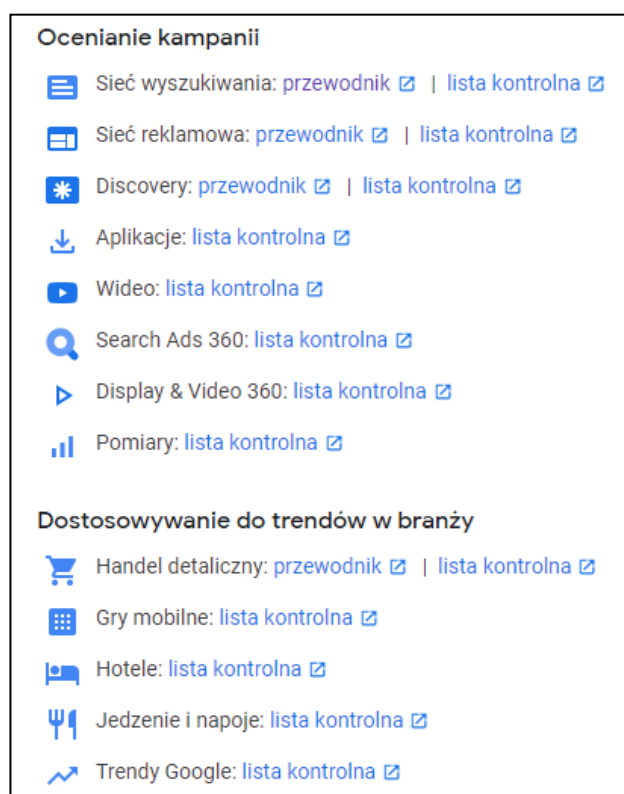 Ocenianie kampanii
Sieć wyszukiwania: przewodnik | lista kontrolna
Sieć reklamowa: przewodnik | lista kontrolna
Discovery: przewodnik | lista kontrolna
Aplikacje: lista kontrolna
Wideo: lista kontrolna
Search Ads 360: lista kontrolna
Display & Video 360: lista kontrolna
Pomiary: lista kontrolna
Dostosowywanie do trendów w branży
Handel detaliczny: przewodnik | lista kontrolna
Gry mobilne: lista kontrolna
Hotele: lista kontrolna
Jedzenie i napoje: lista kontrolna
Trendy Google: lista kontrolna